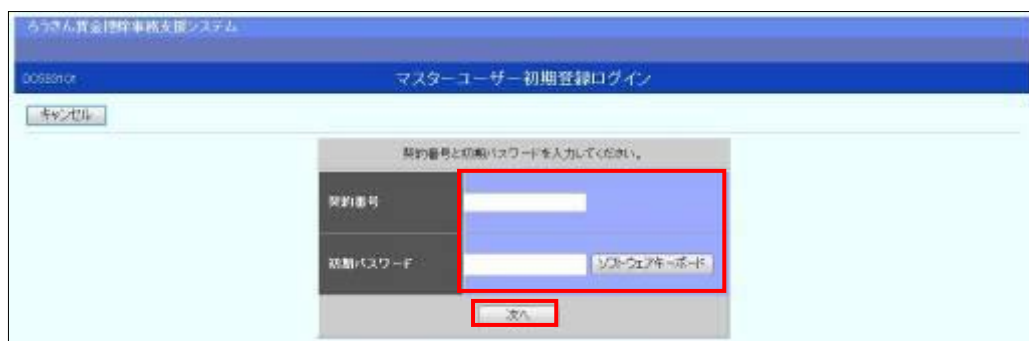 ろうきん賃金控除事務支援システム
マスターユーザー初期登録ログイン
キャンセル
契約番号と初期パスワードを入力してください。
契約番号
初期パスワード
ソフトウェアキーボード
次へ